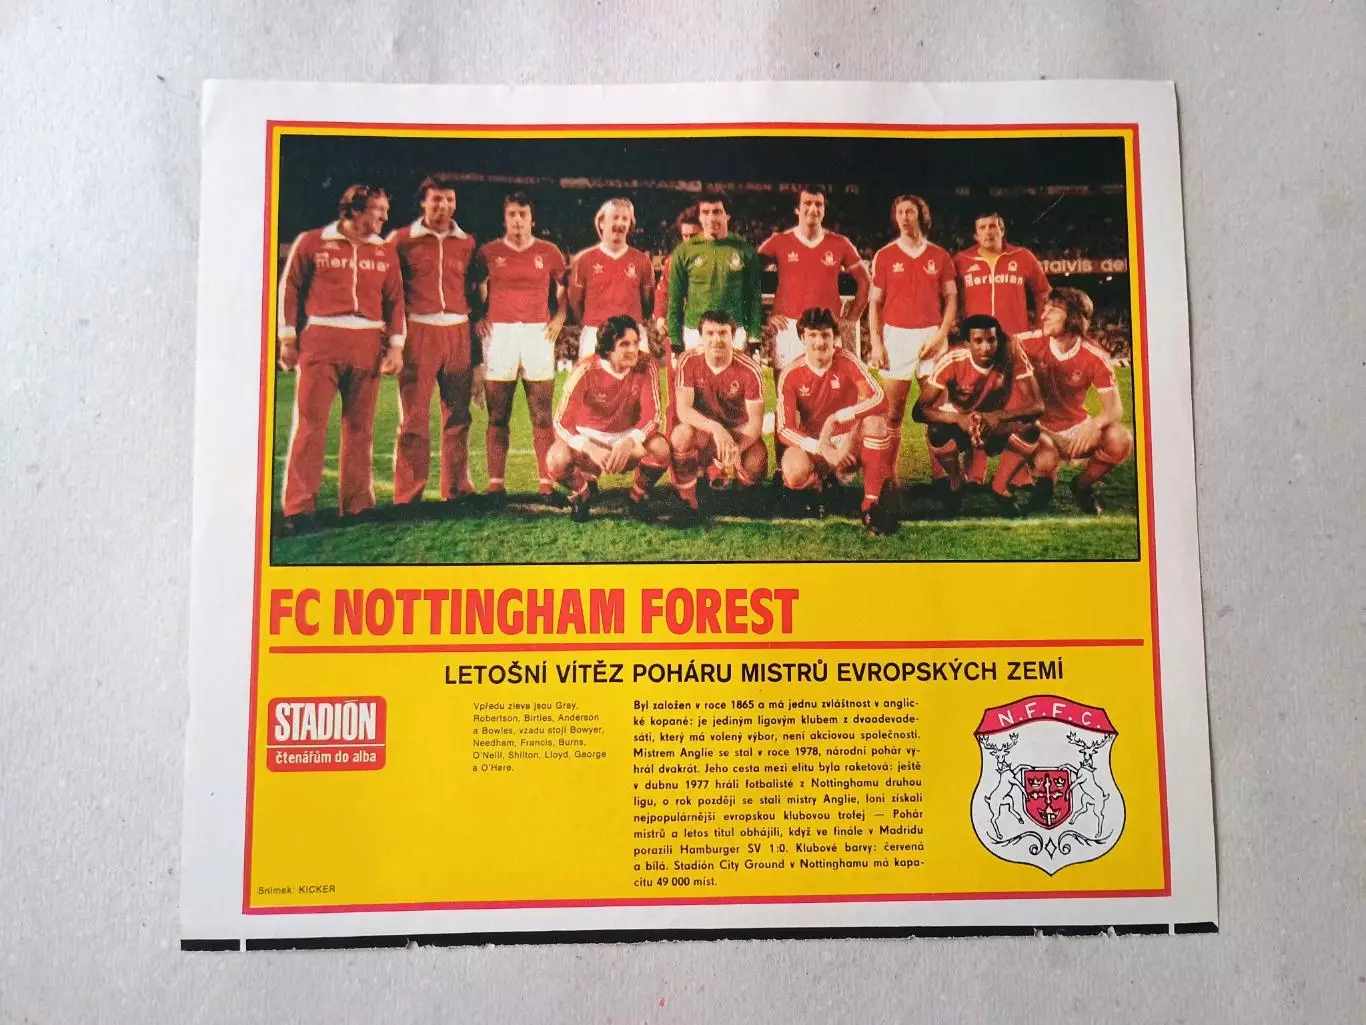 meridian
Meridian
talvis del
FC NOTTINGHAM FOREST
LETOŠNÍ VÍTĚZ POHÁRU MISTRŮ EVROPSKÝCH ZEMÍ
STADIÓN
čtenářům do alba
Vpředu zleva jsou Gray,
Robertson, Birtles, Anderson
a Bowles, vzadu stojí Bowyer,
Needham, Francis, Burns,
O'Neill, Shilton, Lloyd, George
a O'Hare.
Byl založen v roce 1865 a má jednu zvláštnost v anglic-
ké kopané: je jediným ligovým klubem z dvaadevade-
sáti, který má volený výbor, není akciovou společností.
Mistrem Anglie se stal v roce 1978, národní pohár vy-
hrál dvakrát. Jeho cesta mezi elitu byla raketová: ještě
v dubnu 1977 hráli fotbalisté z Nottinghamu druhou
ligu, o rok později se stali mistry Anglie, loni získali
nejpopulárnější evropskou klubovou trofej — Pohár
mistrů a letos titul obhájili, když ve finále v Madridu
porazili Hamburger SV 1:0. Klubové barvy: červená
a bílá. Stadión City Ground v Nottinghamu má kapa-
citu 49 000 míst.
N.F.F.C.
Snímek: KICKER